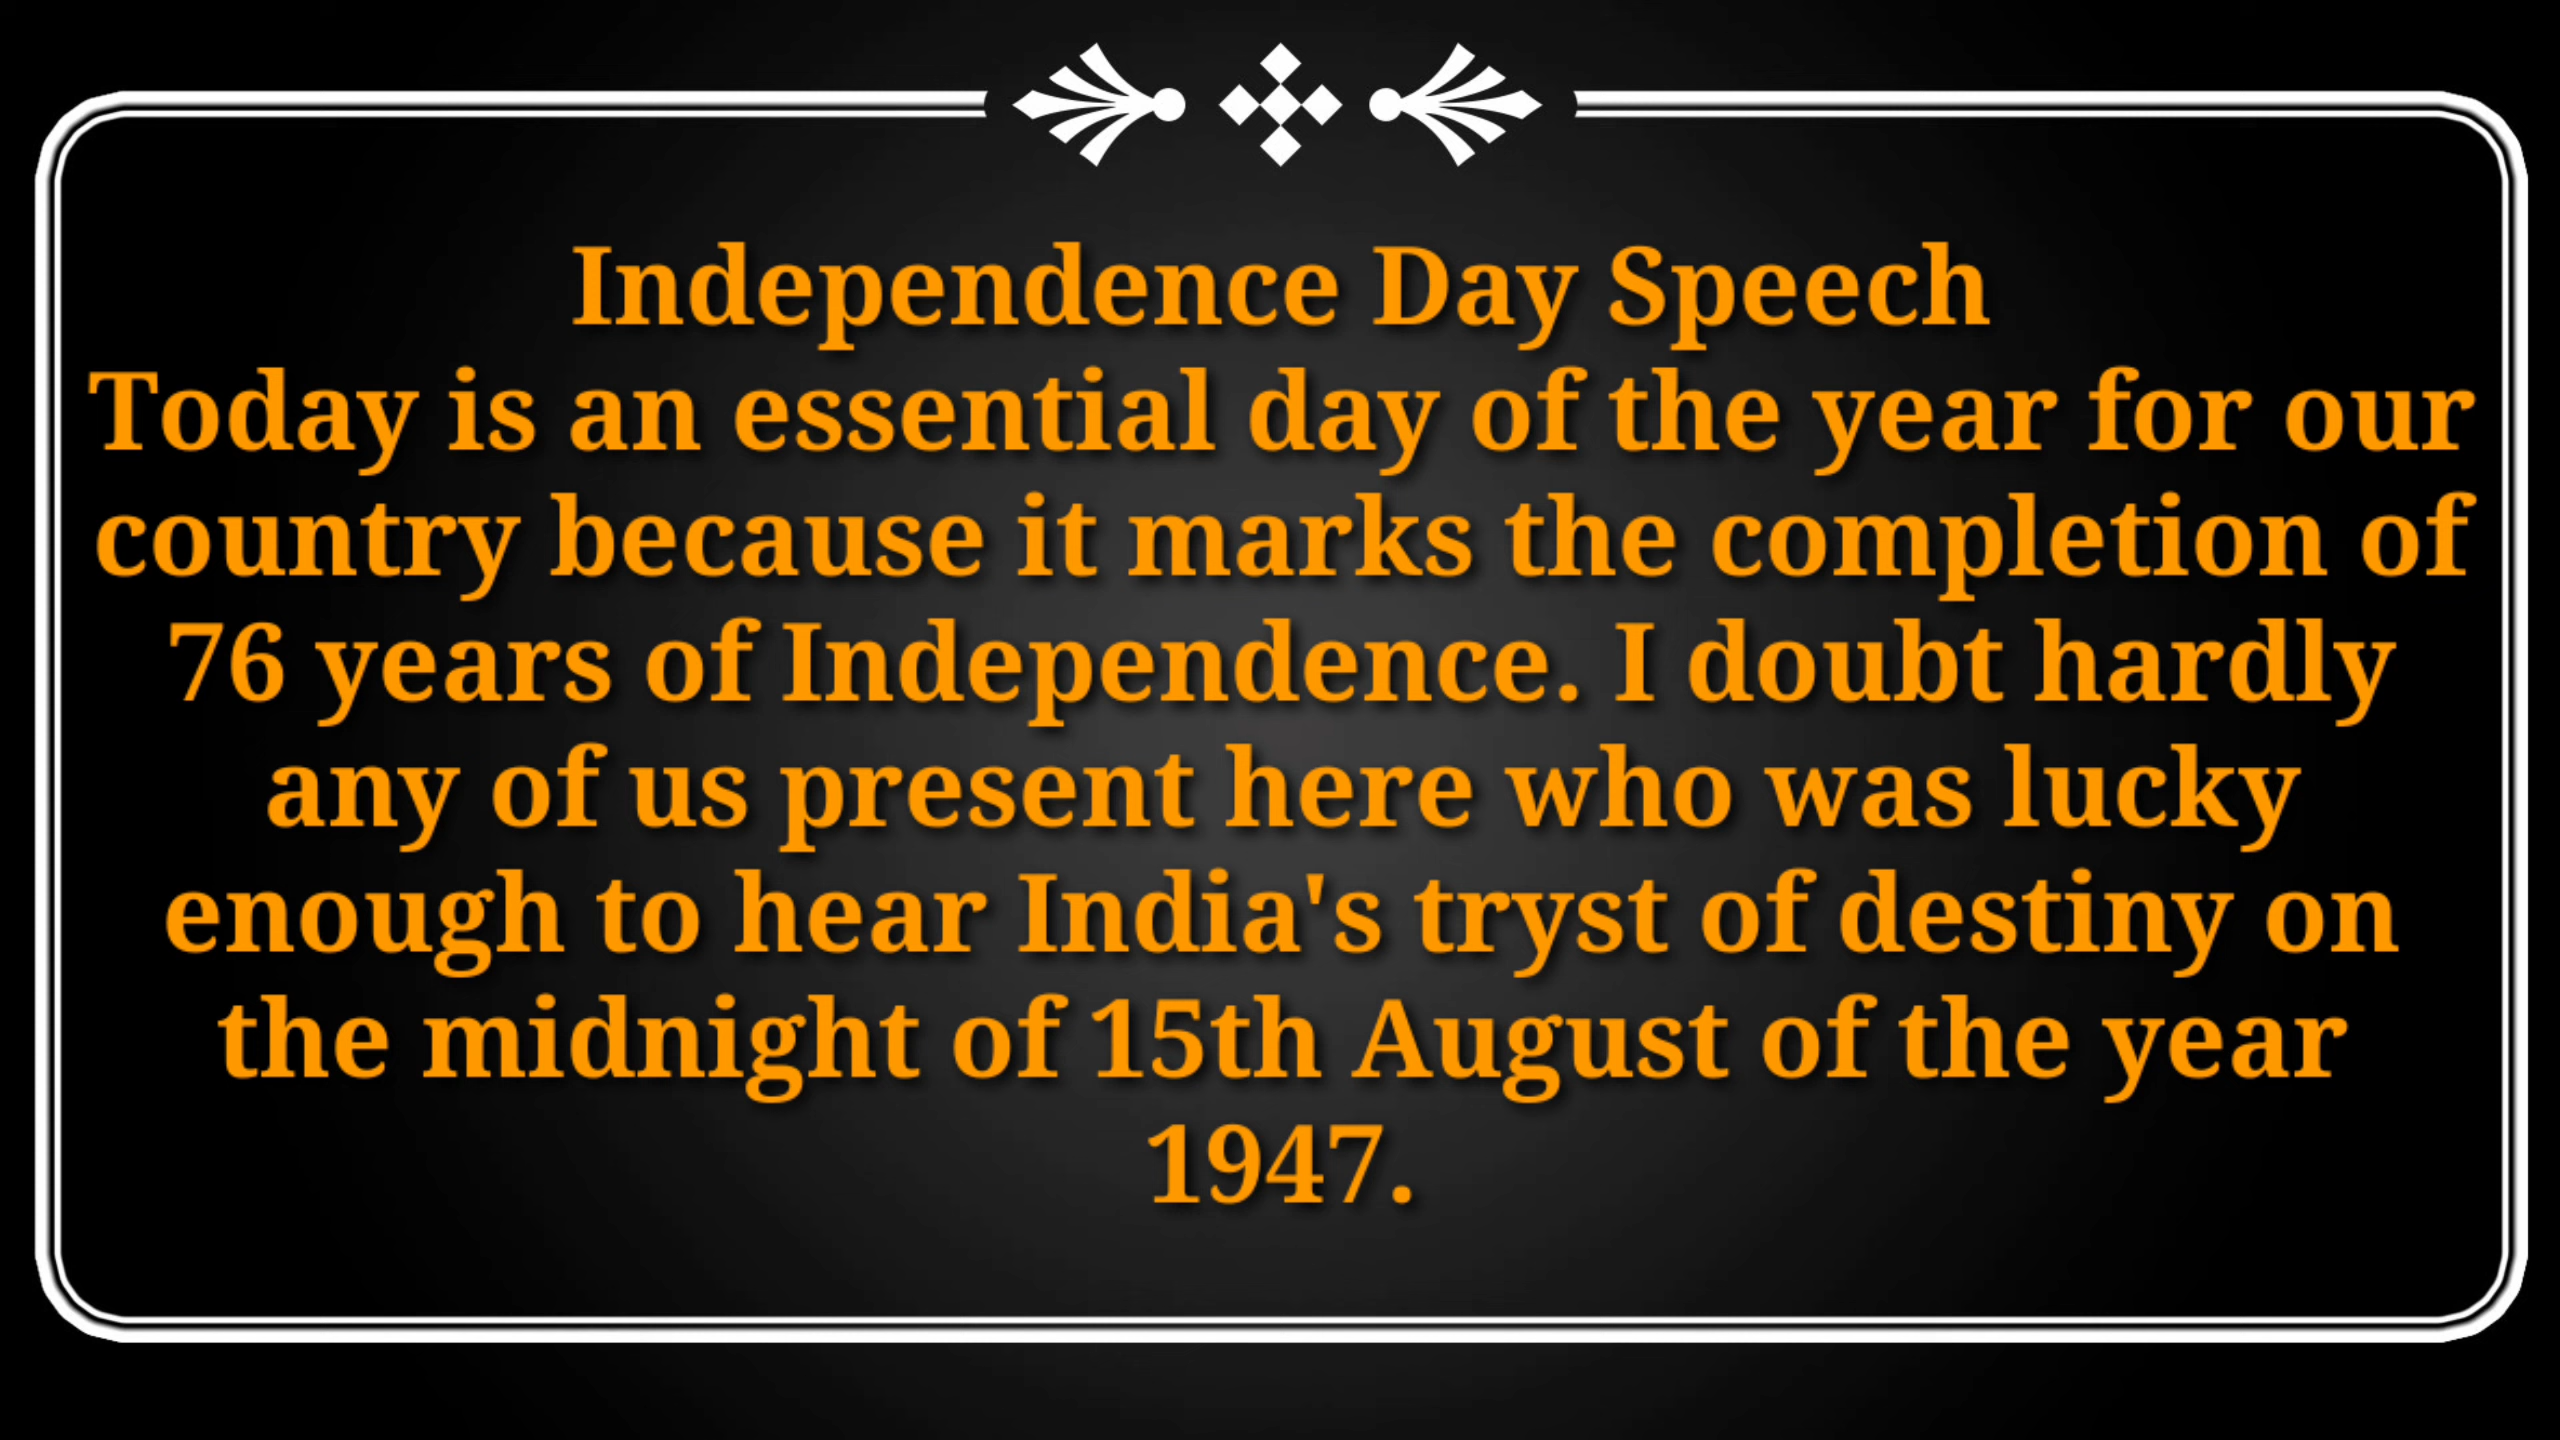 Independence Day Speech
Today is an essential day of the year for our
country because it marks the completion of
76 years of Independence. I doubt hardly
any of us present here who was lucky
enough to hear India's tryst of destiny on
the midnight of 15th August of the year
1947.